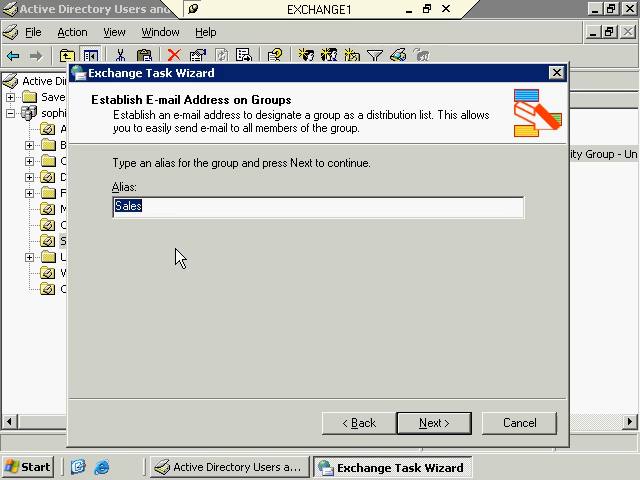 Active Directory Users and
EXCHANGE1
File Action View Window Help
Exchange Task Wizard
Establish E-mail Address on Groups
Establish an e-mail address to designate a group as a distribution list. This allows
you to easily send e-mail to all members of the group.
Active Di
Save
sophi
A
B
C
D
F
M
C
S
U
W
C
ity Group - Un
Type an alias for the group and press Next to continue.
Alias:
Sales
< Back
Next >
Cancel
Start
Active Directory Users a...
Exchange Task Wizard